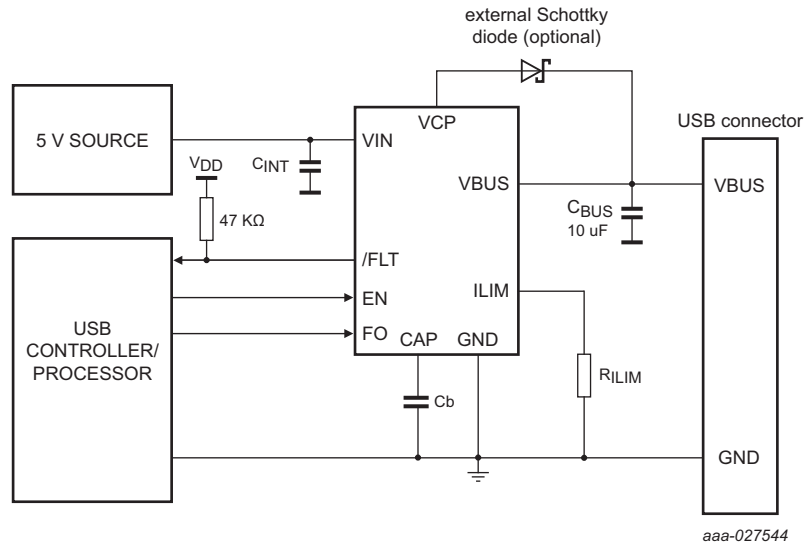 external Schottky
diode (optional)
USB connector
5 V SOURCE
VIN
VCP
CINT
VDD
47 KΩ
VBUS
VBUS
CBUS
10 uF
/FLT
EN
FO
ILIM
USB
CONTROLLER/
PROCESSOR
CAP
GND
RILIM
Cb
GND
aaa-027544